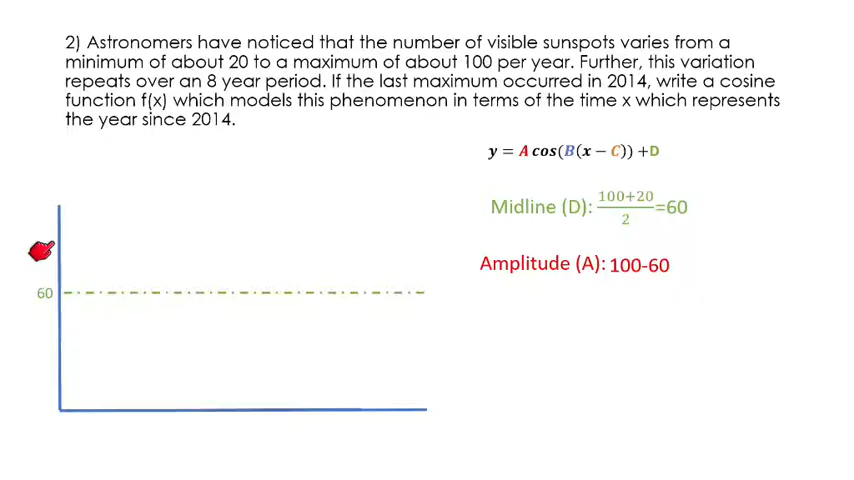 2) Astronomers have noticed that the number of visible sunspots varies from a
minimum of about 20 to a maximum of about 100 per year. Further, this variation
repeats over an 8 year period. If the last maximum occurred in 2014, write a cosine
function f(x) which models this phenomenon in terms of the time x which represents
the year since 2014.
y = A cos(B(x − C)) +D
Midline (D): (100+20)/2=60
Amplitude (A): 100-60
60